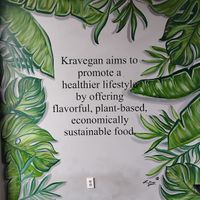 Kravegan aims to
promote a
healthier lifestyle
by offering
flavorful, plant-based,
economically
sustainable food.